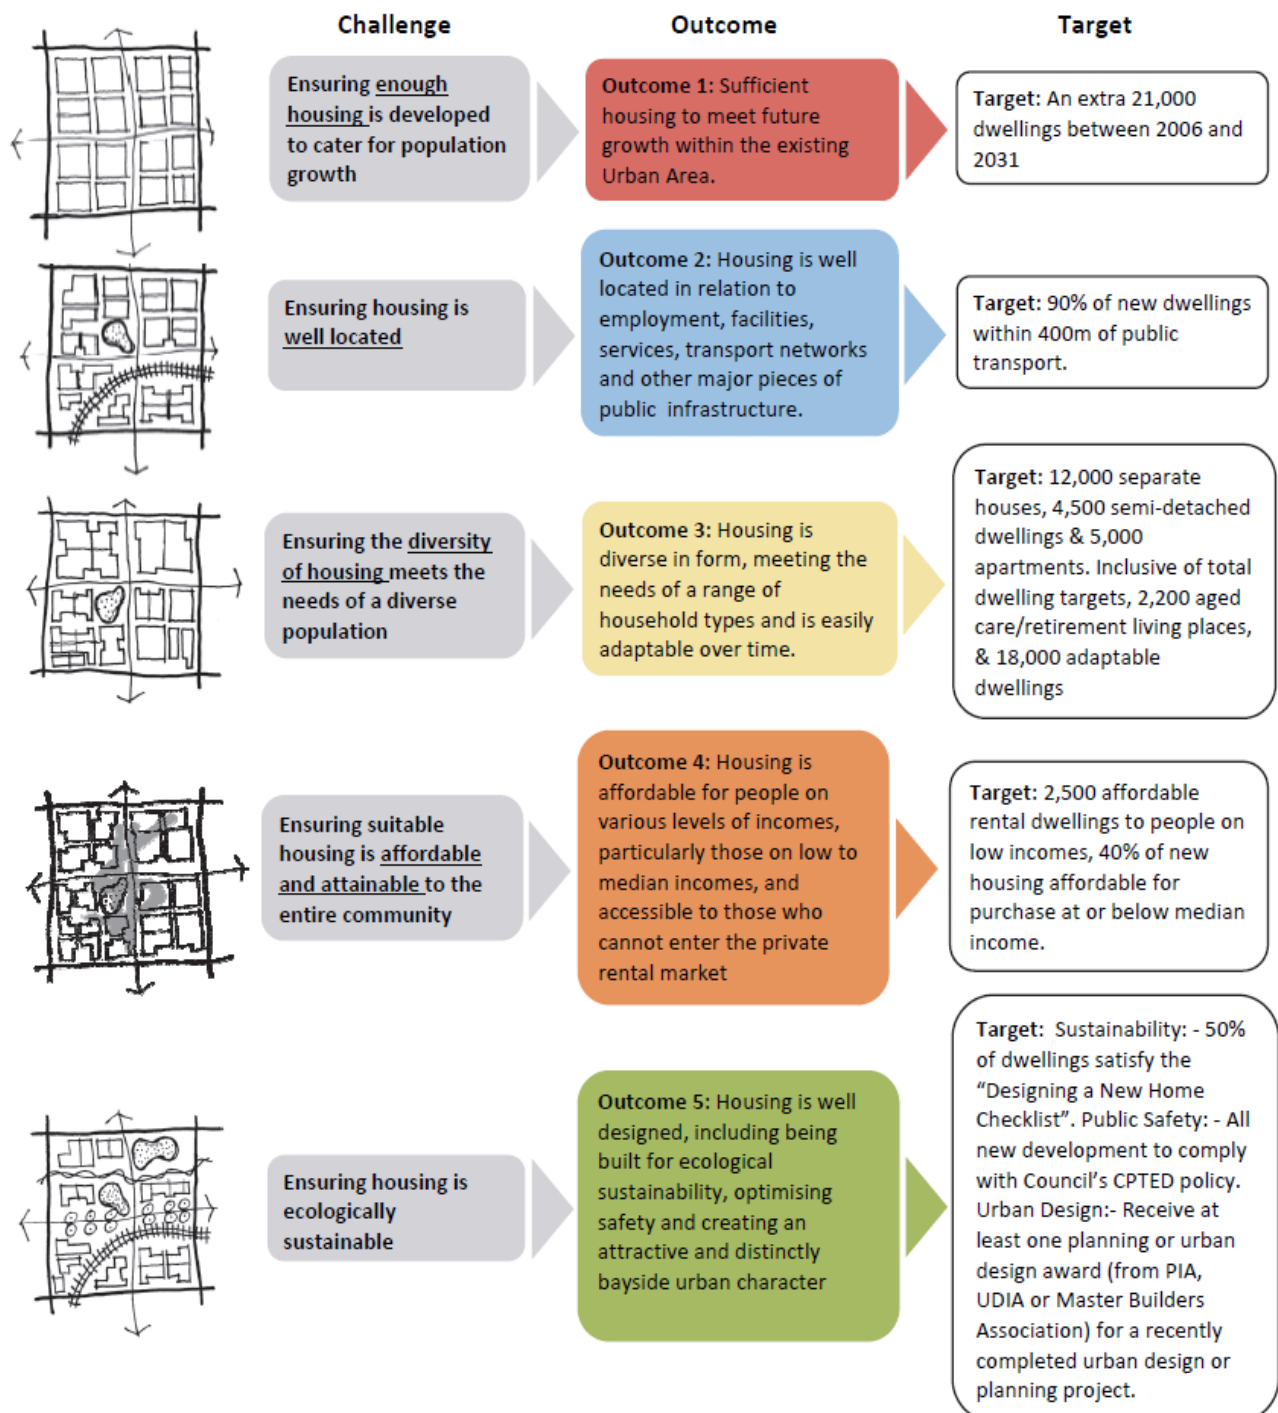 Challenge
Outcome
Target
Ensuring enough
housing is developed
to cater for population
growth
Outcome 1: Sufficient
housing to meet future
growth within the existing
Urban Area.
Target: An extra 21,000
dwellings between 2006 and
2031
Ensuring housing is
well located
Outcome 2: Housing is well
located in relation to
employment, facilities,
services, transport networks
and other major pieces of
public infrastructure.
Target: 90% of new dwellings
within 400m of public
transport.
Ensuring the diversity
of housing meets the
needs of a diverse
population
Outcome 3: Housing is
diverse in form, meeting the
needs of a range of
household types and is easily
adaptable over time.
Target: 12,000 separate
houses, 4,500 semi-detached
dwellings & 5,000
apartments. Inclusive of total
dwelling targets, 2,200 aged
care/retirement living places,
& 18,000 adaptable
dwellings
Ensuring suitable
housing is affordable
and attainable to the
entire community
Outcome 4: Housing is
affordable for people on
various levels of incomes,
particularly those on low to
median incomes, and
accessible to those who
cannot enter the private
rental market
Target: 2,500 affordable
rental dwellings to people on
low incomes, 40% of new
housing affordable for
purchase at or below median
income.
Ensuring housing is
ecologically
sustainable
Outcome 5: Housing is well
designed, including being
built for ecological
sustainability, optimising
safety and creating an
attractive and distinctly
bayside urban character
Target:  Sustainability: - 50%
of dwellings satisfy the
“Designing a New Home
Checklist”. Public Safety: - All
new development to comply
with Council’s CPTED policy.
Urban Design:- Receive at
least one planning or urban
design award (from PIA,
UDIA or Master Builders
Association) for a recently
completed urban design or
planning project.